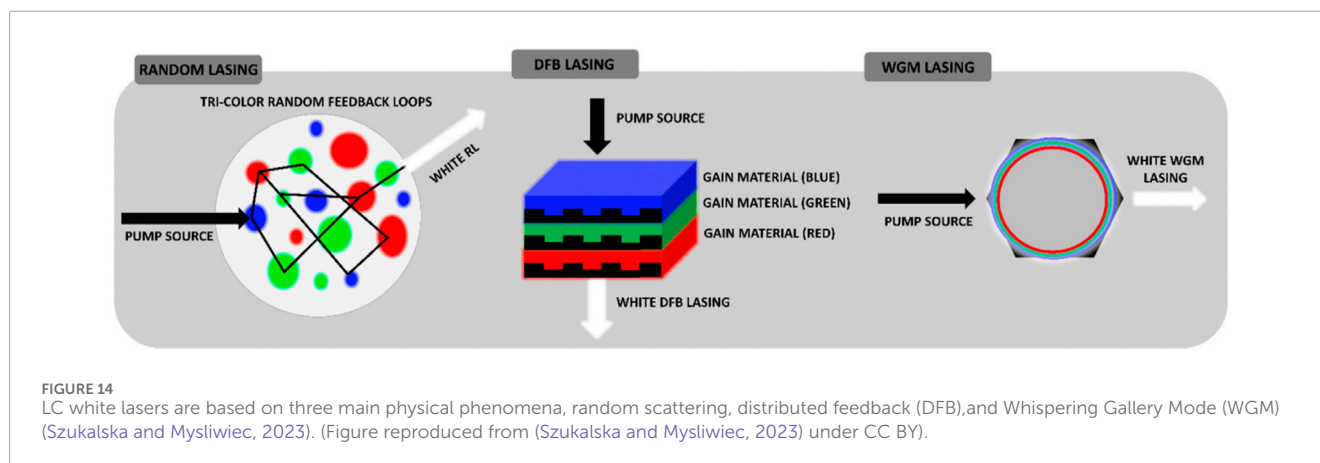 RANDOM LASING
TRI-COLOR RANDOM FEEDBACK LOOPS
WHITE RL
PUMP SOURCE
DFB LASING
PUMP SOURCE
GAIN MATERIAL (BLUE)
GAIN MATERIAL (GREEN)
GAIN MATERIAL (RED)
WHITE DFB LASING
WGM LASING
PUMP SOURCE
WHITE WGM
LASING
FIGURE 14
LC white lasers are based on three main physical phenomena, random scattering, distributed feedback (DFB),and Whispering Gallery Mode (WGM)
(Szukalska and Mysliwiec, 2023). (Figure reproduced from (Szukalska and Mysliwiec, 2023) under CC BY).